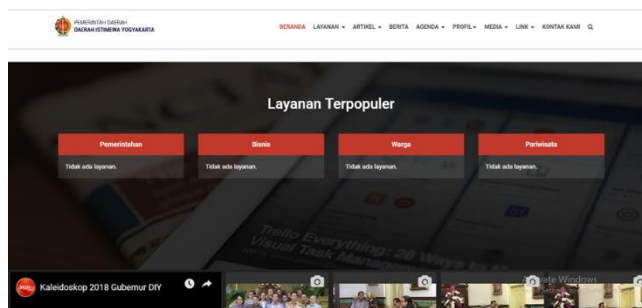 PEMERINTAH DAERAH
DAERAH ISTIMEWA YOGYAKARTA
BERANDA LAYANAN ARTIKEL BERITA AGENDA PROFIL MEDIA LINK KONTAK KAMI
Layanan Terpopuler
Pemerintahan Bisnis Warga Pariwisata
Tidak ada layanan. Tidak ada layanan. Tidak ada layanan. Tidak ada layanan.
Trello Everything: 28 Ways to
Visual Task
Kaleidoskop 2018 Gubernur DIY
Activate Windows